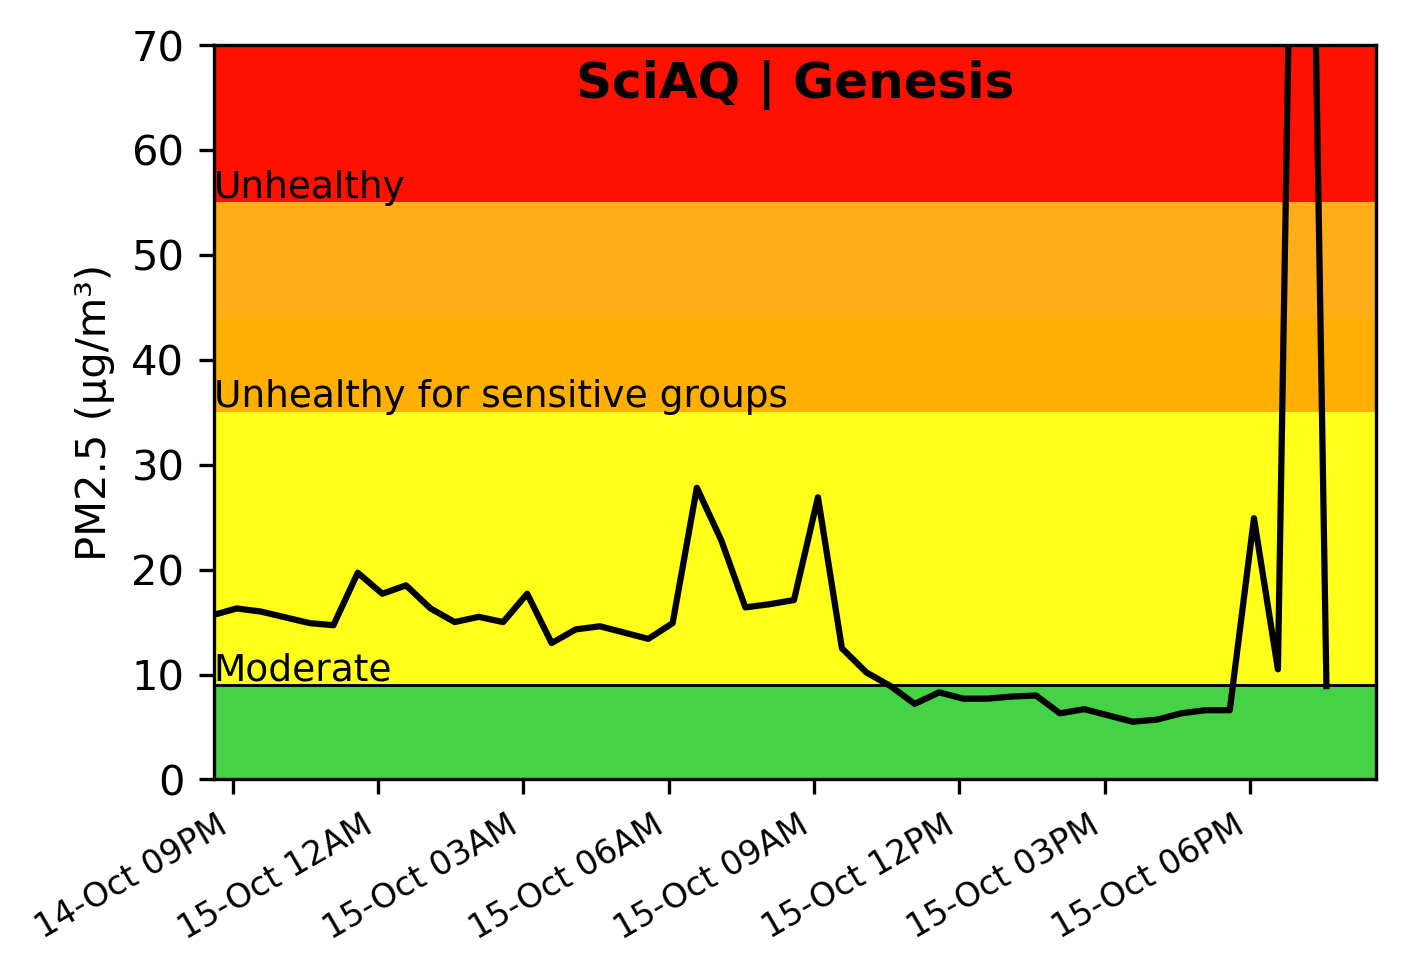 SciAQ | Genesis
PM2.5 (μg/m³)
70
60
50
40
30
20
10
0
Unhealthy
Unhealthy for sensitive groups
Moderate
14-Oct 09PM
15-Oct 12AM
15-Oct 03AM
15-Oct 06AM
15-Oct 09AM
15-Oct 12PM
15-Oct 03PM
15-Oct 06PM